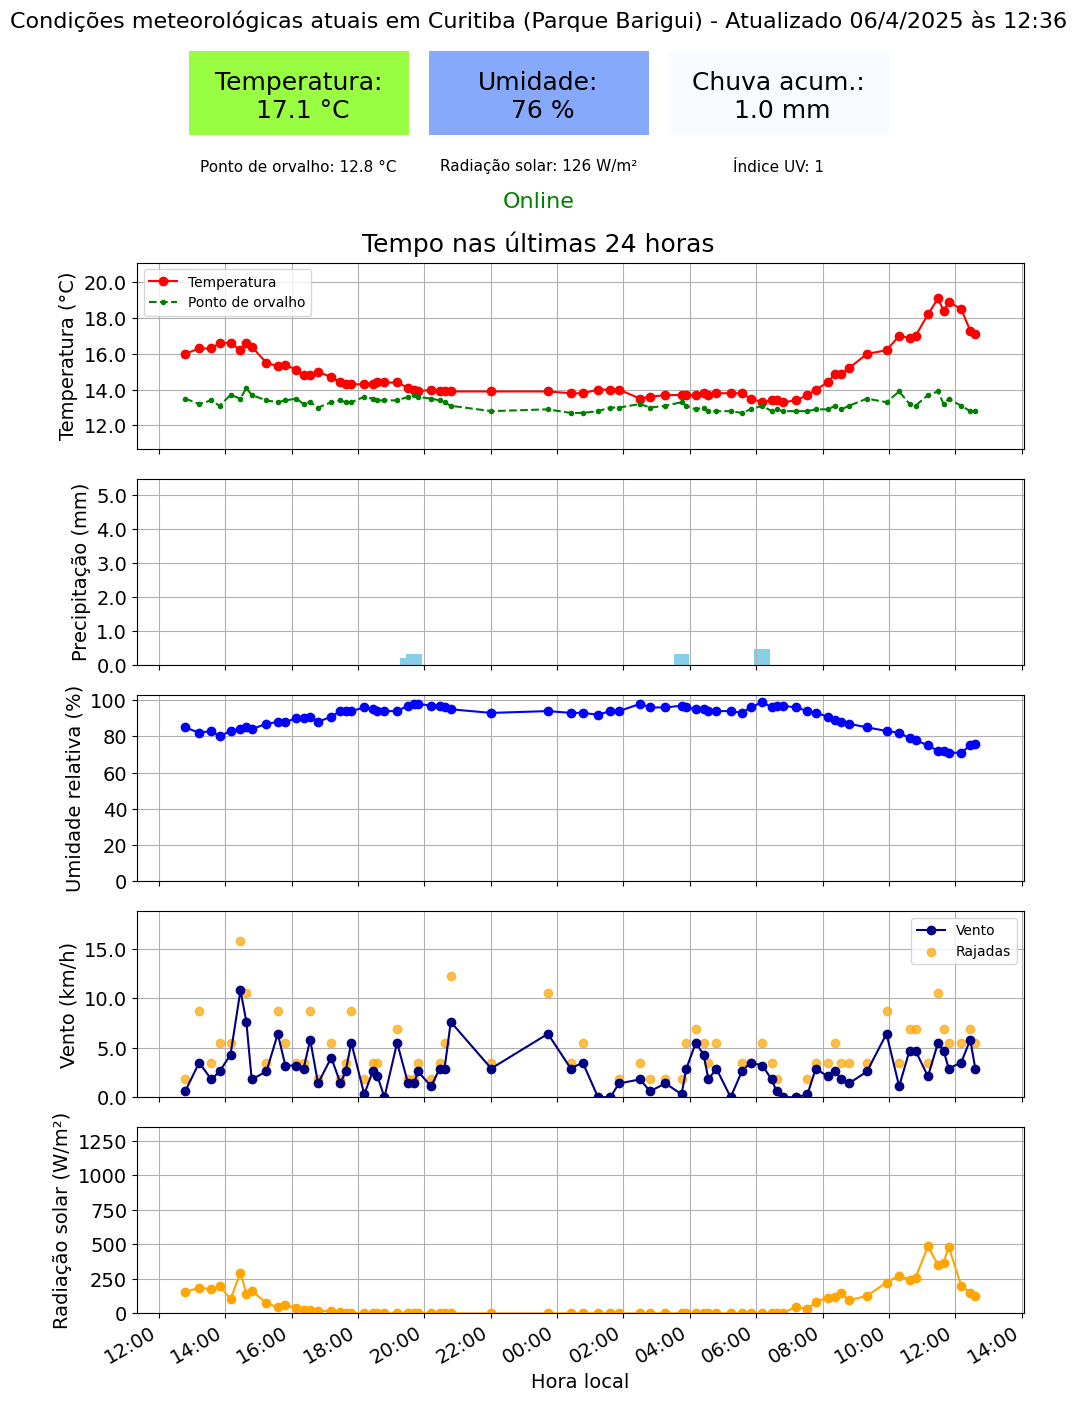 Condições meteorológicas atuais em Curitiba (Parque Barigui) - Atualizado 06/4/2025 às 12:36
Temperatura:
17.1 °C
Umidade:
76 %
Chuva acum.:
1.0 mm
Ponto de orvalho: 12.8 °C
Radiação solar: 126 W/m²
Índice UV: 1
Online
Tempo nas últimas 24 horas
Temperatura (°C)
20.0
18.0
16.0
14.0
12.0
Temperatura
Ponto de orvalho
Precipitação (mm)
5.0
4.0
3.0
2.0
1.0
0.0
Umidade relativa (%)
100
80
60
40
20
0
Vento (km/h)
15.0
10.0
5.0
0.0
Vento
Rajadas
Radiação solar (W/m²)
1250
1000
750
500
250
0
12:00
14:00
16:00
18:00
20:00
22:00
00:00
02:00
04:00
06:00
08:00
10:00
12:00
14:00
Hora local